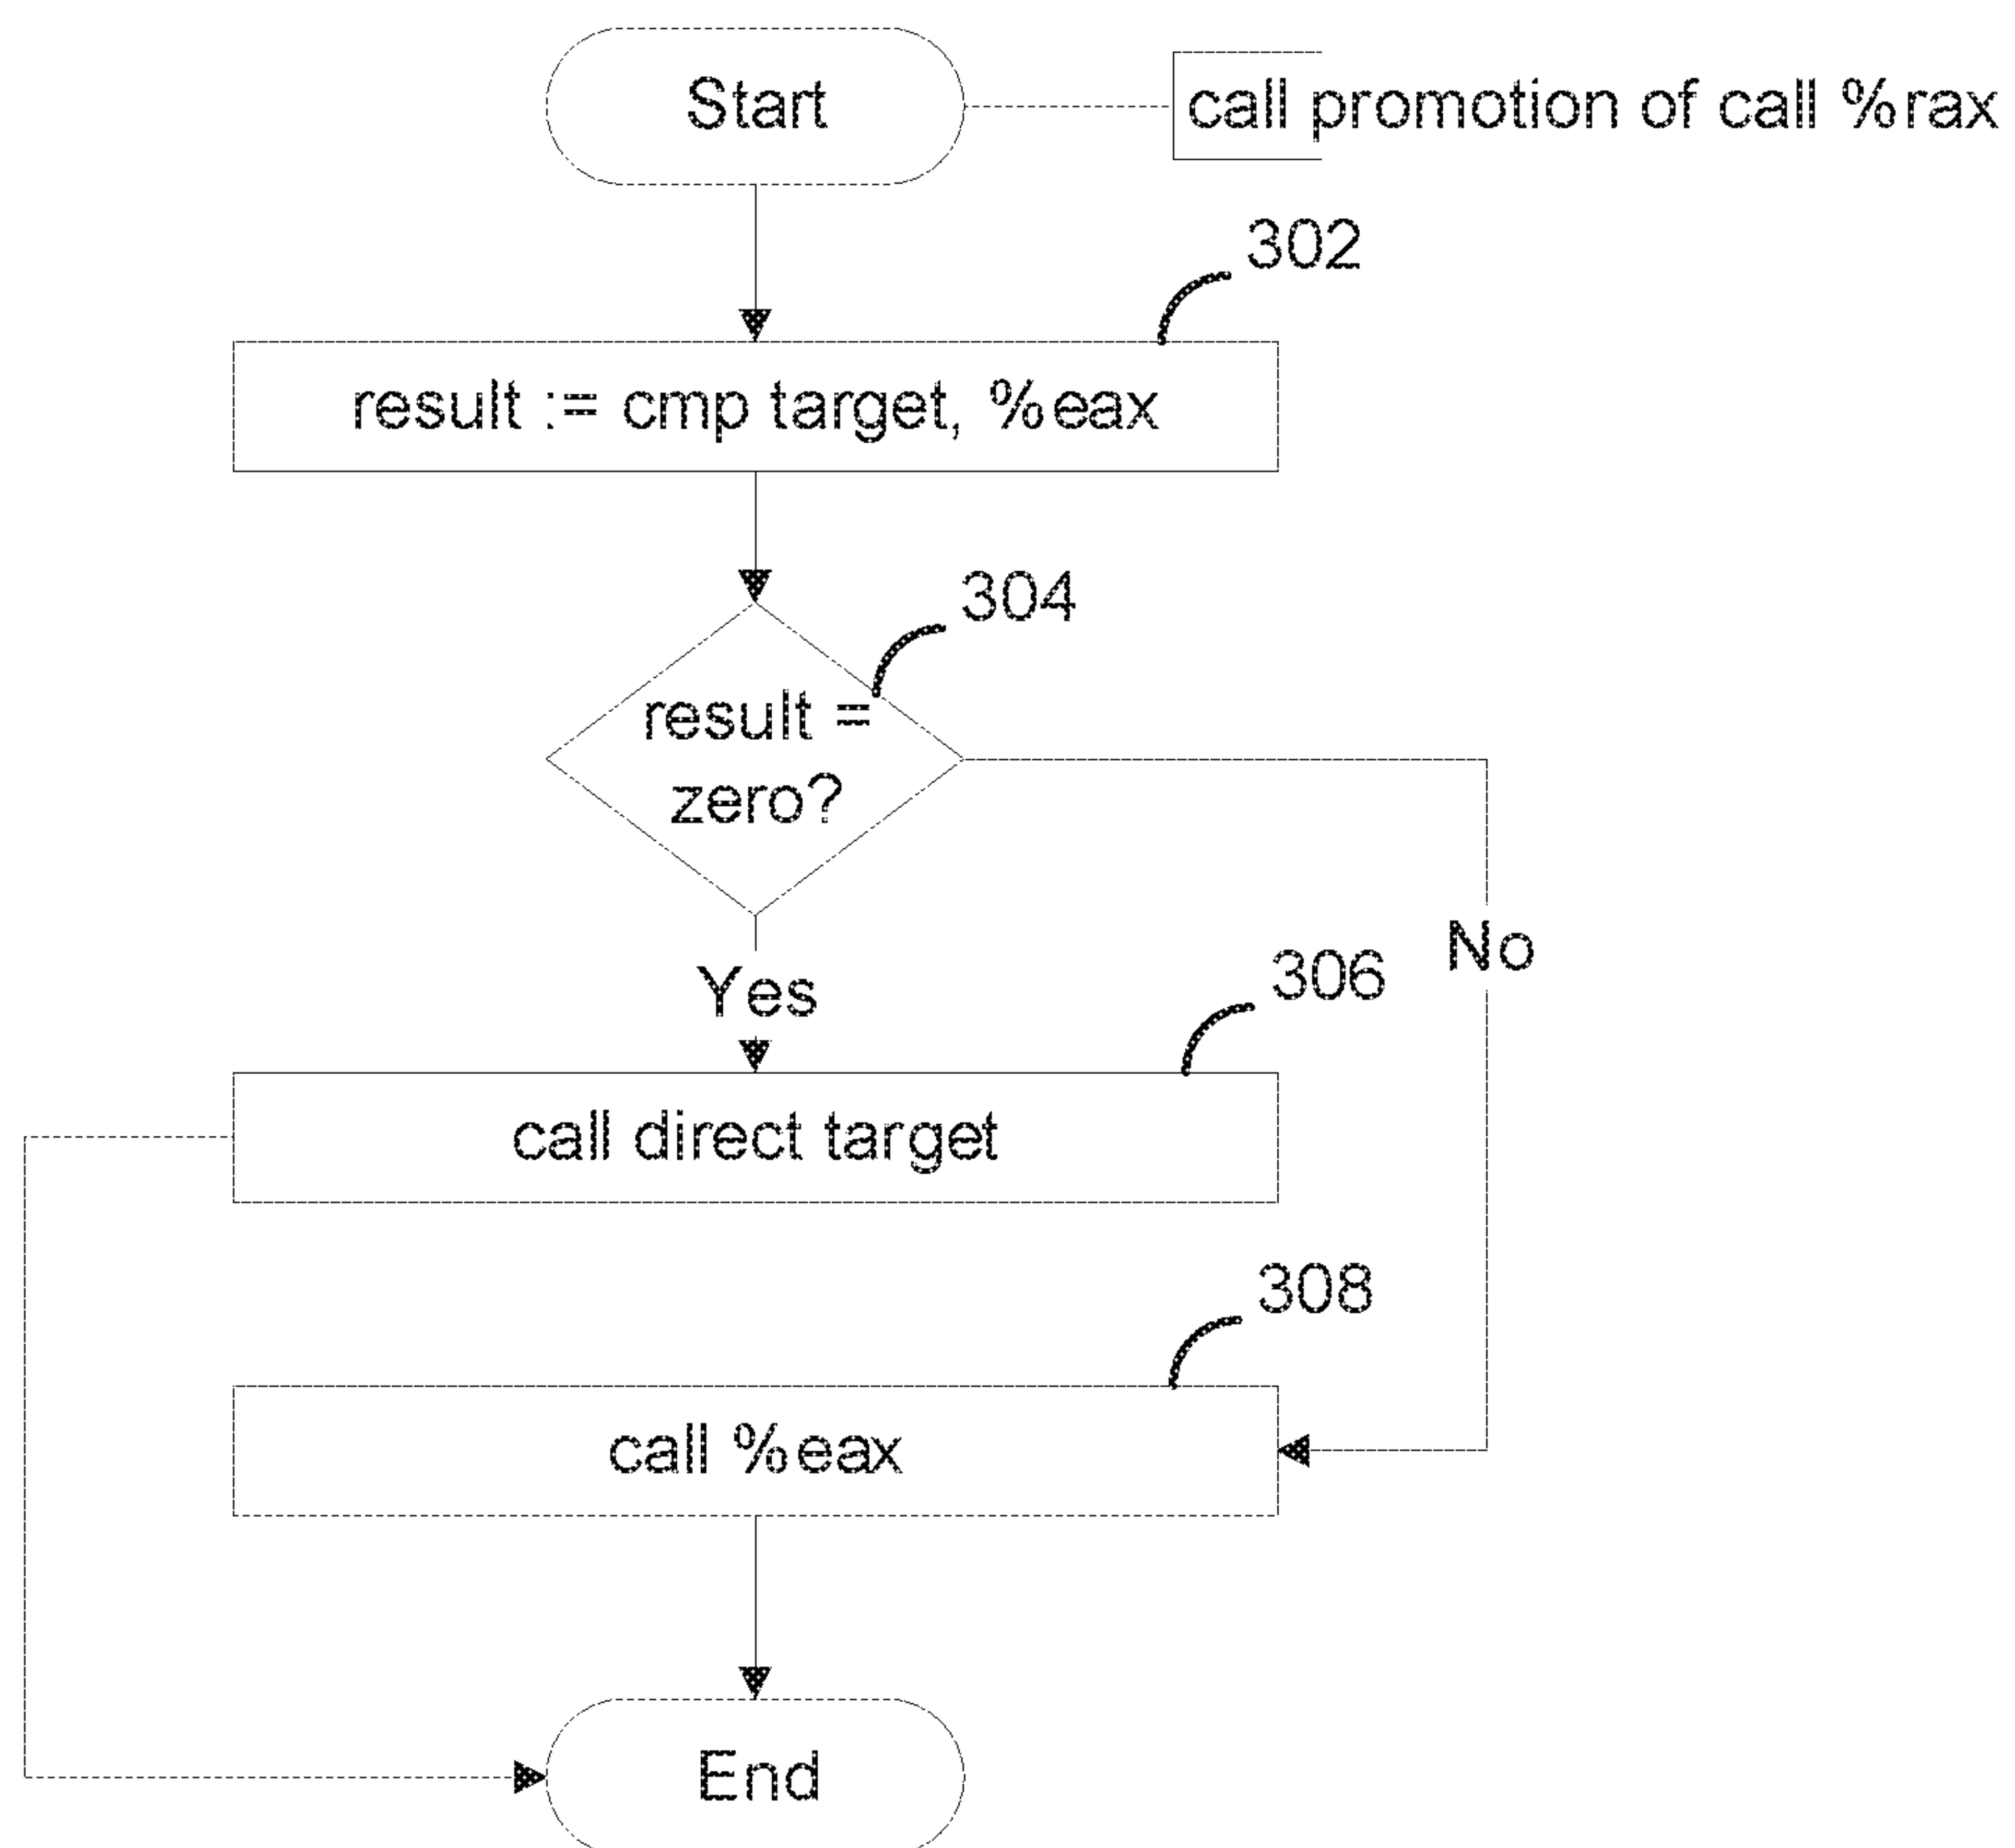 Start
call promotion of call %rax
302
result := cmp target, %eax
304
result =
zero?
No
Yes
306
call direct target
308
call %eax
End